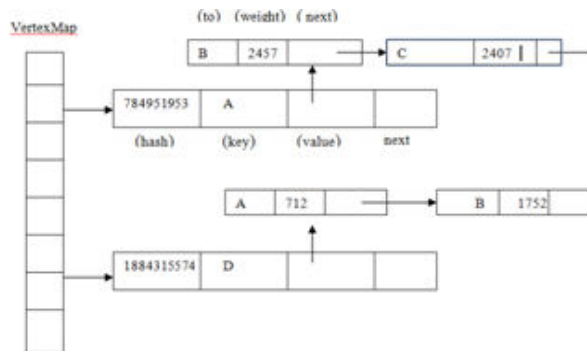 (to) (weight) (next)
VertexMap
B 2457 C 2407
784951953 A
(hash) (key) (value) next
A 712 B 1752
1884315574 D